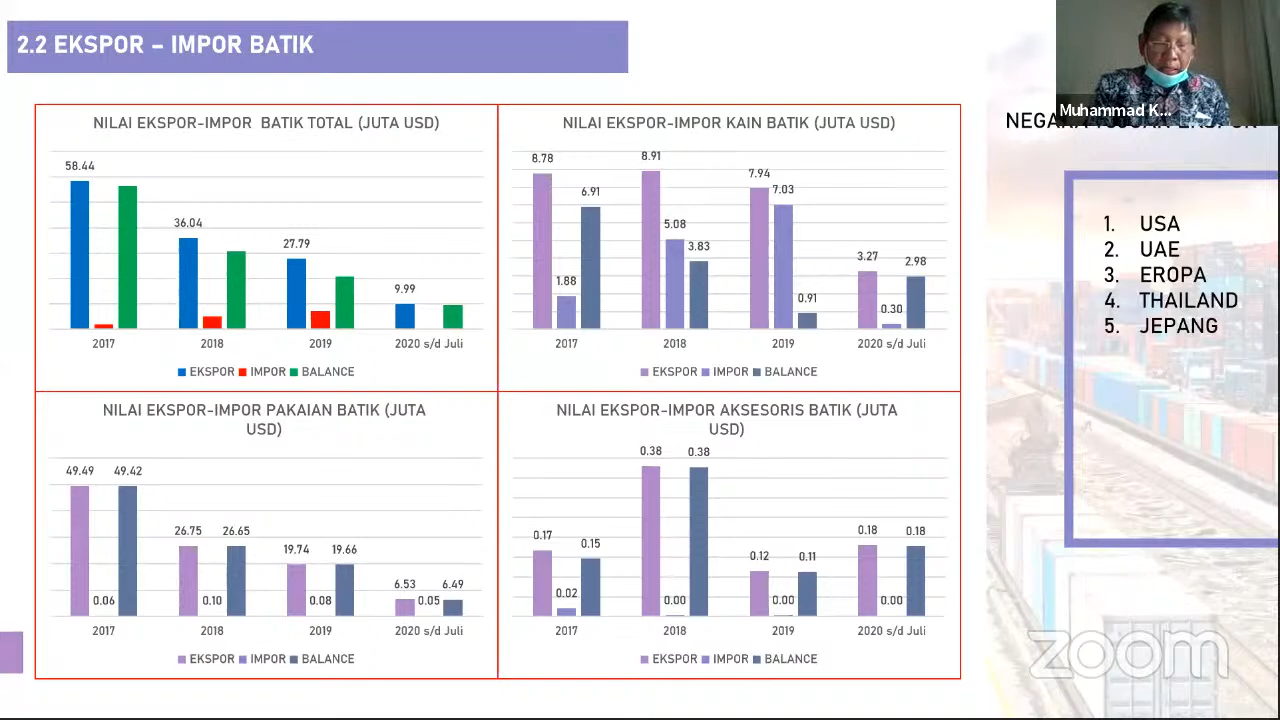 2.2 EKSPOR – IMPOR BATIK
Muhammad K...
NILAI EKSPOR-IMPOR BATIK TOTAL (JUTA USD)
58.44
36.04
27.79
9.99
2017 2018 2019 2020 s/d Juli
EKSPOR IMPOR BALANCE
NILAI EKSPOR-IMPOR KAIN BATIK (JUTA USD)
8.78 1.88 6.91
8.91 5.08 3.83
7.94 7.03 0.91
3.27 0.30 2.98
2017 2018 2019 2020 s/d Juli
EKSPOR IMPOR BALANCE
NILAI EKSPOR-IMPOR PAKAIAN BATIK (JUTA
USD)
49.49 0.06 49.42
26.75 0.10 26.65
19.74 0.08 19.66
6.53 0.05 6.49
2017 2018 2019 2020 s/d Juli
EKSPOR IMPOR BALANCE
NILAI EKSPOR-IMPOR AKSESORIS BATIK (JUTA
USD)
0.17 0.02 0.15
0.38 0.00 0.38
0.12 0.00 0.11
0.18 0.00 0.18
2017 2018 2019 2020 s/d Juli
EKSPOR IMPOR BALANCE
1. USA
2. UAE
3. EROPA
4. THAILAND
5. JEPANG
zoom